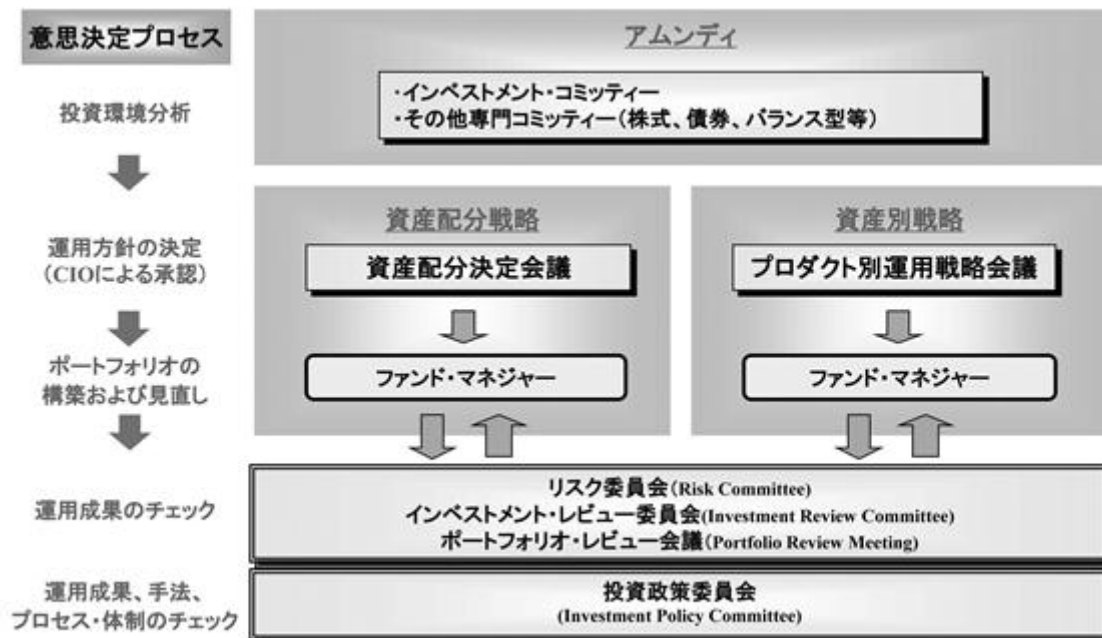 意思決定プロセス
アムンディ
・インベストメント・コミッティー
・その他専門コミッティー(株式、債券、バランス型等)
投資環境分析
資産配分戦略
資産別戦略
運用方針の決定
(CIOによる承認)
資産配分決定会議
プロダクト別運用戦略会議
ポートフォリオの
構築および見直し
ファンド・マネジャー
ファンド・マネジャー
運用成果のチェック
リスク委員会(Risk Committee)
インベストメント・レビュー委員会(Investment Review Committee)
ポートフォリオ・レビュー会議(Portfolio Review Meeting)
運用成果、手法、
プロセス・体制のチェック
投資政策委員会
(Investment Policy Committee)